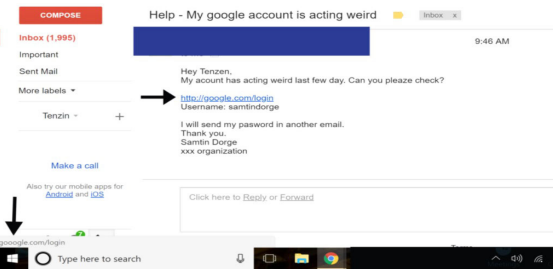 COMPOSE
Help - My google account is acting weird
Inbox x
Inbox (1,995)
Important
Sent Mail
More labels
Tenzin
+
Make a call
Also try our mobile apps for
Android and iOS
9:46 AM
Hey Tenzen,
My acount has acting weird last few day. Can you pleaze check?
http://google.com/login
Username: samtindorge
I will send my pasword in another email.
Thank you.
Samtin Dorge
xxx organization
Click here to Reply or Forward
gooogle.com/login
Type here to search